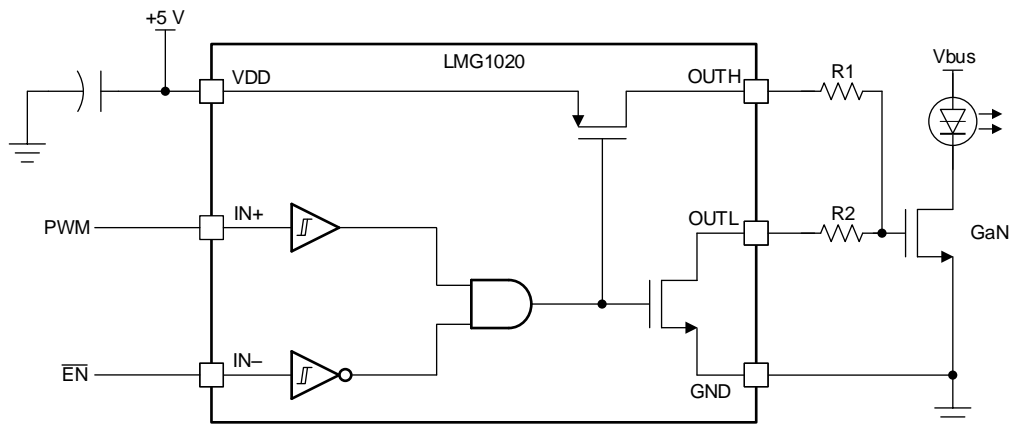 +5 V
LMG1020
VDD
OUTH
R1
Vbus
PWM
IN+
OUTL
R2
GaN
EN
IN–
GND